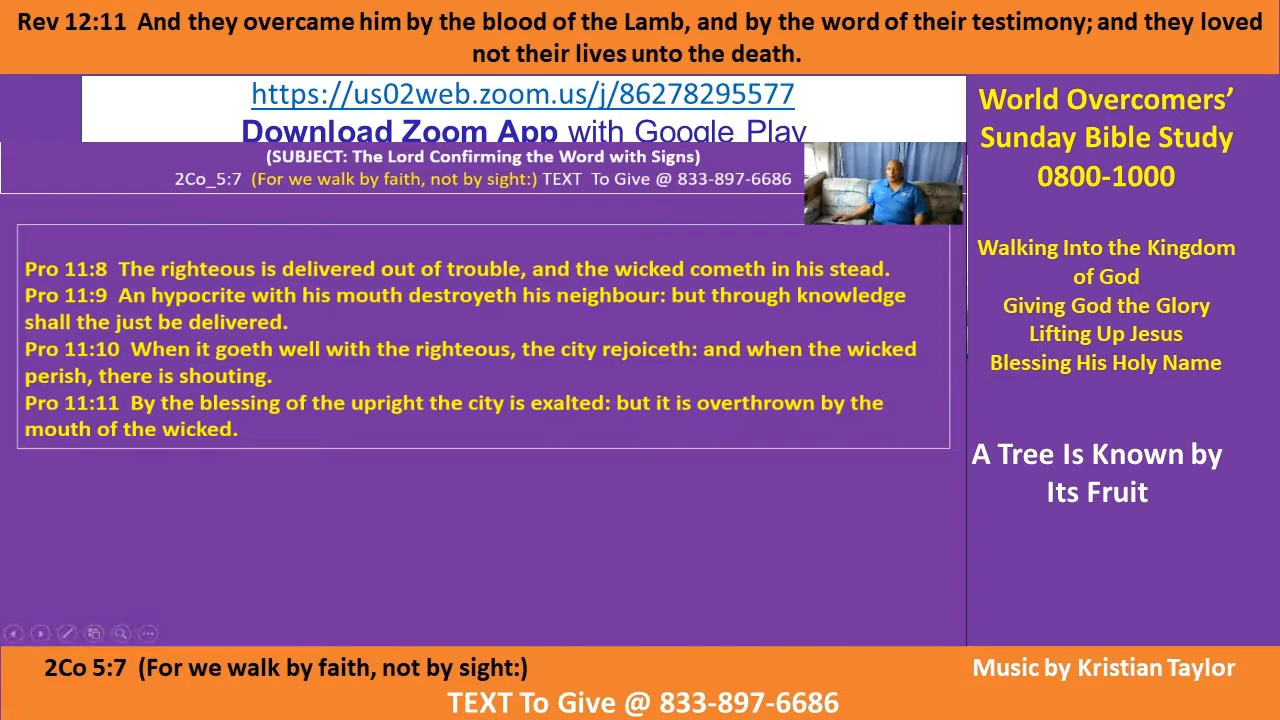 Rev 12:11  And they overcame him by the blood of the Lamb, and by the word of their testimony; and they loved
not their lives unto the death.
https://us02web.zoom.us/j/86278295577
Download Zoom App with Google Play
(SUBJECT: The Lord Confirming the Word with Signs)
2Co_5:7  (For we walk by faith, not by sight:) TEXT  To Give @ 833-897-6686
Pro 11:8  The righteous is delivered out of trouble, and the wicked cometh in his stead.
Pro 11:9  An hypocrite with his mouth destroyeth his neighbour: but through knowledge
shall the just be delivered.
Pro 11:10  When it goeth well with the righteous, the city rejoiceth: and when the wicked
perish, there is shouting.
Pro 11:11  By the blessing of the upright the city is exalted: but it is overthrown by the
mouth of the wicked.
World Overcomers’
Sunday Bible Study
0800-1000
Walking Into the Kingdom
of God
Giving God the Glory
Lifting Up Jesus
Blessing His Holy Name
A Tree Is Known by
Its Fruit
2Co 5:7  (For we walk by faith, not by sight:)
Music by Kristian Taylor
TEXT To Give @ 833-897-6686